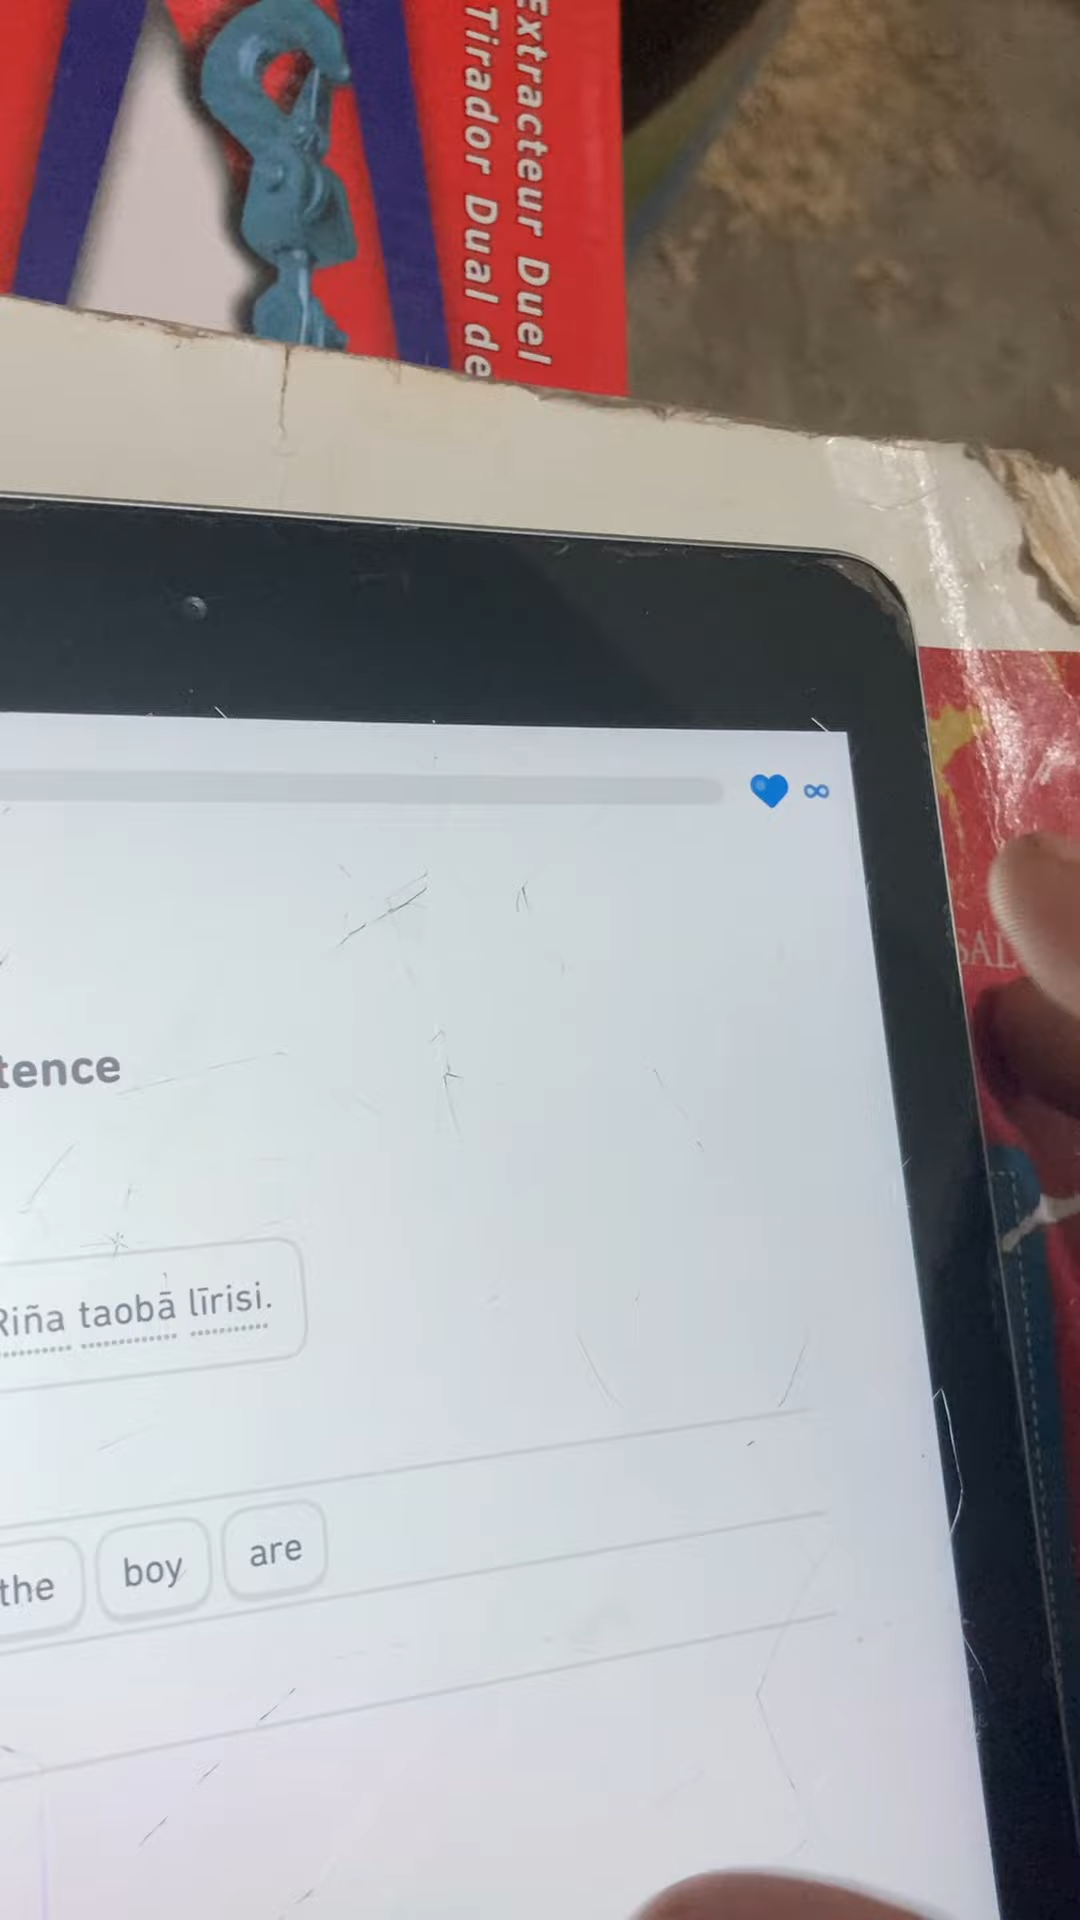 Extracteur Duel
Tirador Dual de
∞
tence
Riña taobā līrisi.
the boy are